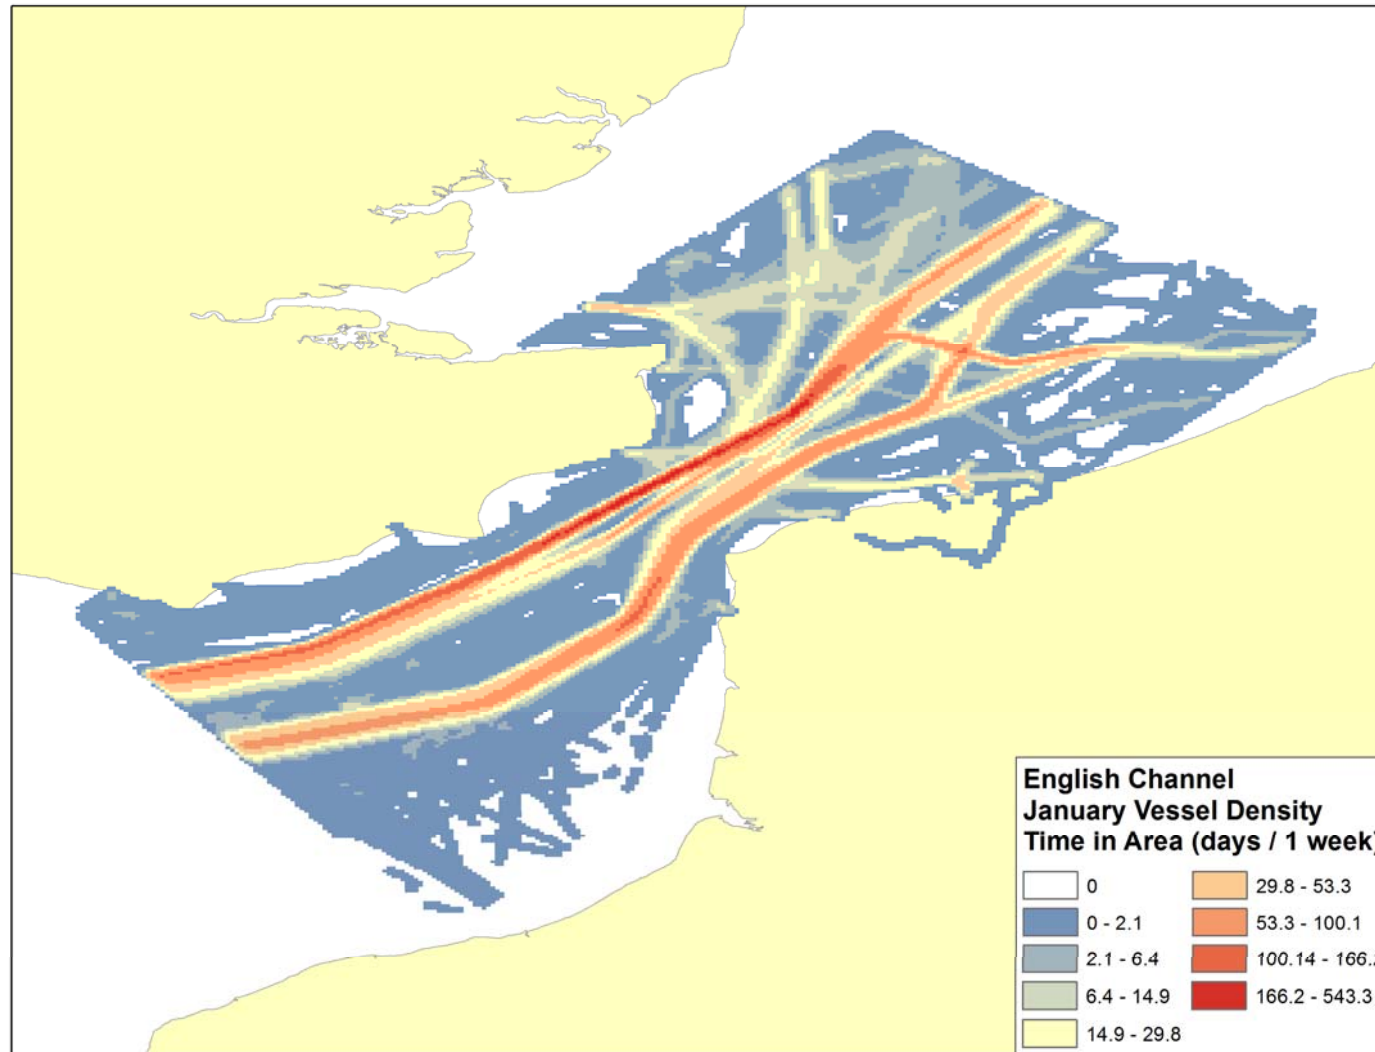 English Channel
January Vessel Density
Time in Area (days / 1 week)
0
0 - 2.1
2.1 - 6.4
6.4 - 14.9
14.9 - 29.8
29.8 - 53.3
53.3 - 100.1
100.14 - 166.
166.2 - 543.3